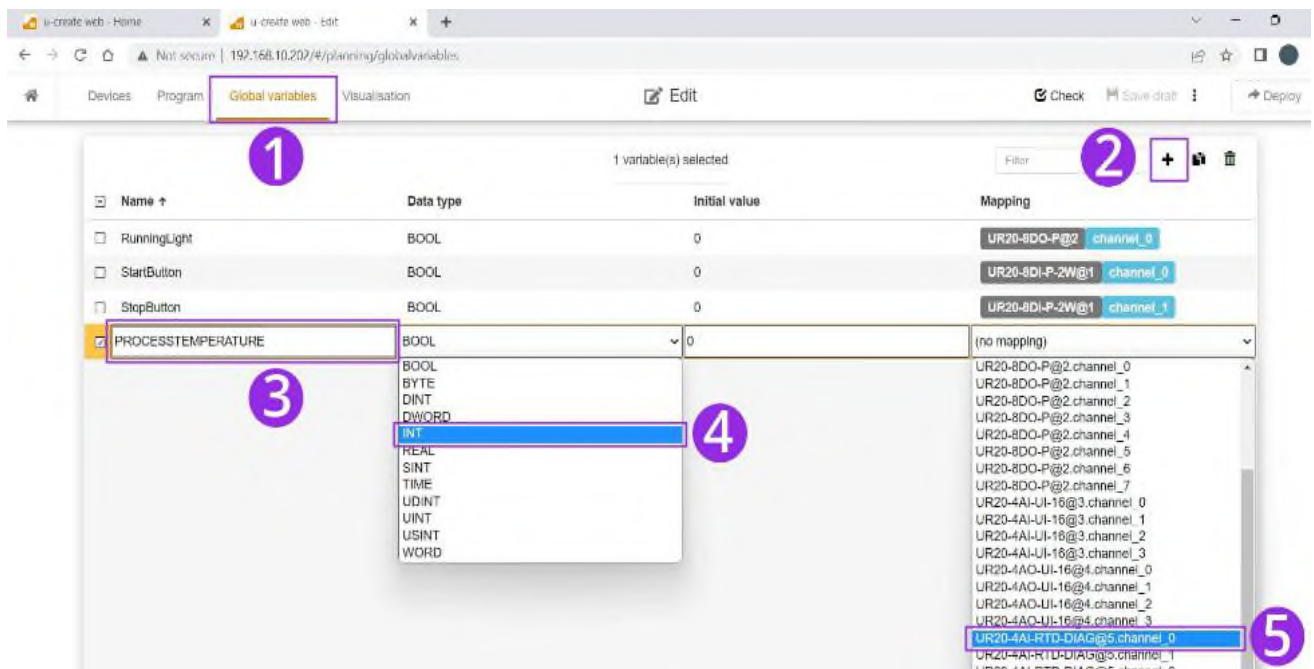 u-create web - Home
u-create web - Edit
Not secure | 192.168.10.202/#/planning/globalvariables
Devices Program Global variables Visualisation Edit Check Save draft Deploy
1
2
1 variable(s) selected Filter
Name ↑ Data type Initial value Mapping
RunningLight BOOL 0 UR20-8DO-P@2 channel_0
StartButton BOOL 0 UR20-8DI-P-2W@1 channel_0
StopButton BOOL 0 UR20-8DI-P-2W@1 channel_1
PROCESSTEMPERATURE BOOL 0 (no mapping)
3
BOOL
BYTE
DINT
DWORD
INT
REAL
SINT
TIME
UDINT
UINT
USINT
WORD
4
UR20-8DO-P@2.channel_0
UR20-8DO-P@2.channel_1
UR20-8DO-P@2.channel_2
UR20-8DO-P@2.channel_3
UR20-8DO-P@2.channel_4
UR20-8DO-P@2.channel_5
UR20-8DO-P@2.channel_6
UR20-8DO-P@2.channel_7
UR20-4AI-UI-16@3.channel_0
UR20-4AI-UI-16@3.channel_1
UR20-4AI-UI-16@3.channel_2
UR20-4AI-UI-16@3.channel_3
UR20-4AO-UI-16@4.channel_0
UR20-4AO-UI-16@4.channel_1
UR20-4AO-UI-16@4.channel_2
UR20-4AO-UI-16@4.channel_3
UR20-4AI-RTD-DIAG@5.channel_0
UR20-4AI-RTD-DIAG@5.channel_1
5